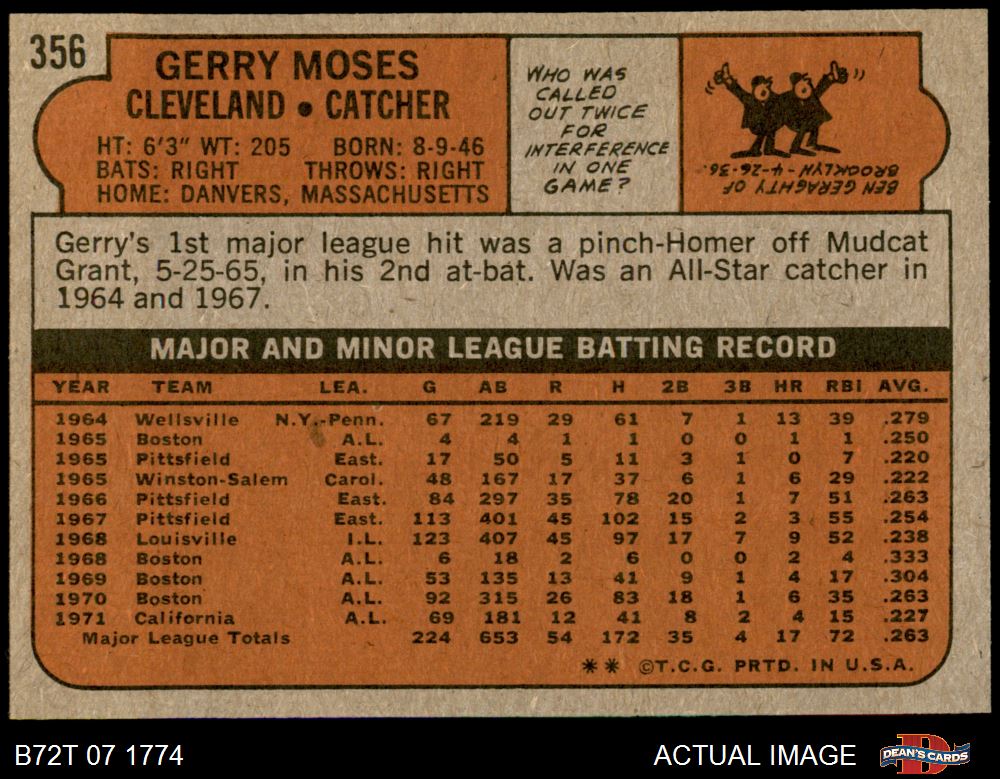 356
GERRY MOSES
CLEVELAND • CATCHER
HT: 6'3" WT: 205 BORN: 8-9-46
BATS: RIGHT THROWS: RIGHT
HOME: DANVERS, MASSACHUSETTS
WHO WAS
CALLED
OUT TWICE
FOR
INTERFERENCE
IN ONE
GAME?
BEN GERAGHTY OF
BROOKLYN - 4-26-36.
Gerry's 1st major league hit was a pinch-Homer off Mudcat
Grant, 5-25-65, in his 2nd at-bat. Was an All-Star catcher in
1964 and 1967.
MAJOR AND MINOR LEAGUE BATTING RECORD
YEAR TEAM LEA. G AB R H 2B 3B HR RBI AVG.
1964 Wellsville N.Y.-Penn. 67 219 29 61 7 1 13 39 .279
1965 Boston A.L. 4 4 1 1 0 0 1 1 .250
1965 Pittsfield East. 17 50 5 11 3 1 0 7 .220
1965 Winston-Salem Carol. 48 167 17 37 6 1 6 29 .222
1966 Pittsfield East. 84 297 35 78 20 1 7 51 .263
1967 Pittsfield East. 113 401 45 102 15 2 3 55 .254
1968 Louisville I.L. 123 407 45 97 17 7 9 52 .238
1968 Boston A.L. 6 18 2 6 0 0 2 4 .333
1969 Boston A.L. 53 135 13 41 9 1 4 17 .304
1970 Boston A.L. 92 315 26 83 18 1 6 35 .263
1971 California A.L. 69 181 12 41 8 2 4 15 .227
Major League Totals 224 653 54 172 35 4 17 72 .263
** ©T.C.G. PRTD. IN U.S.A.
B72T 07 1774
ACTUAL IMAGE
DEAN'S CARDS